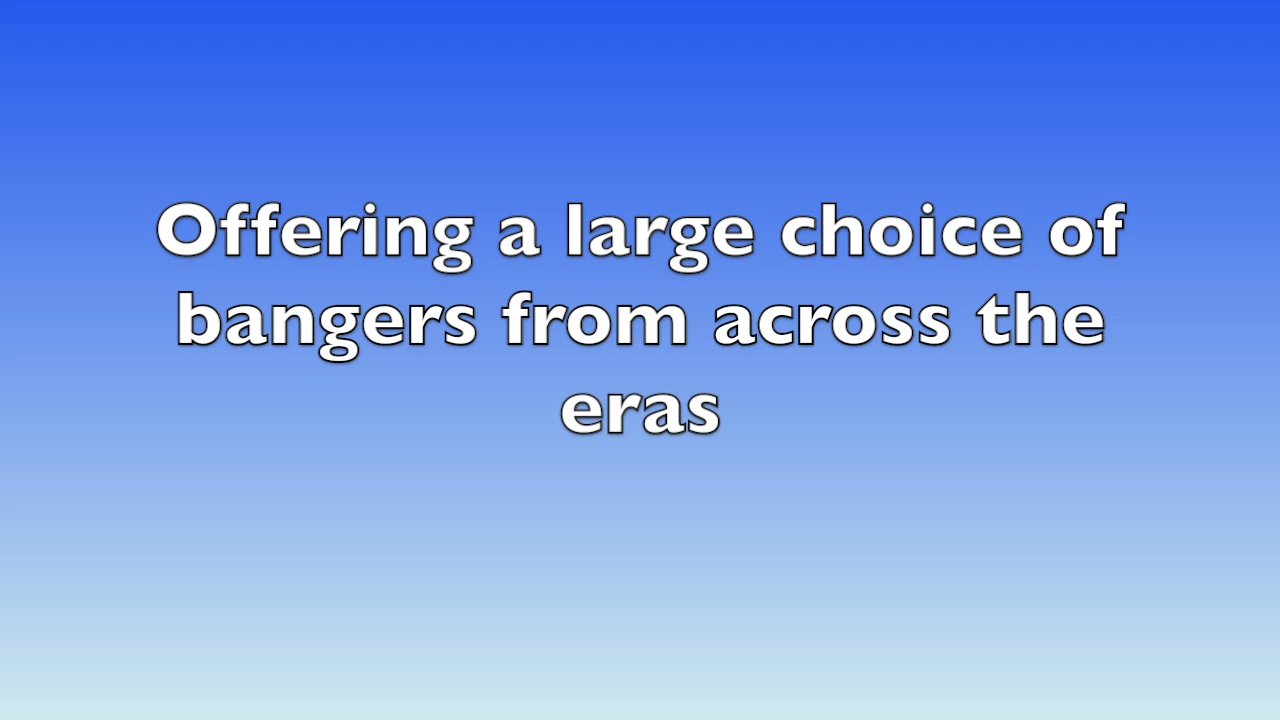 Offering a large choice of
bangers from across the
eras